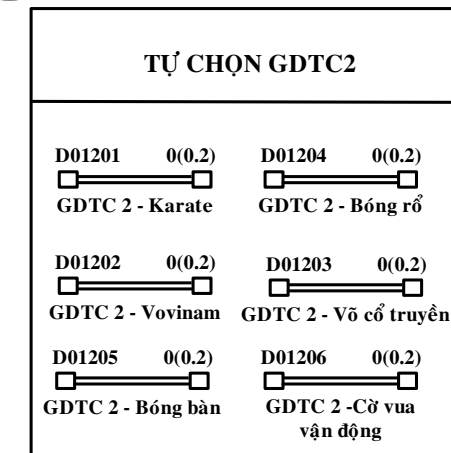 TỰ CHỌN GDTC2
D01201 0(0.2) D01204 0(0.2)
GDTC 2 - Karate GDTC 2 - Bóng rổ
D01202 0(0.2) D01203 0(0.2)
GDTC 2 - Vovinam GDTC 2 - Võ cổ truyền
D01205 0(0.2) D01206 0(0.2)
GDTC 2 - Bóng bàn GDTC 2 -Cờ vua
vận động